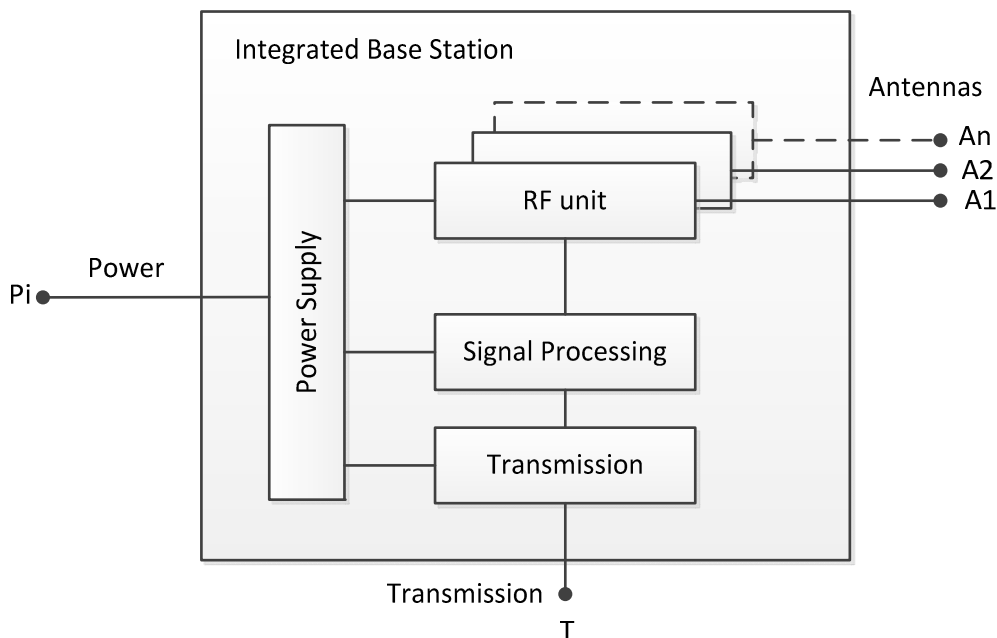 Integrated Base Station
Antennas
An
A2
A1
RF unit
Power
Pi
Power Supply
Signal Processing
Transmission
Transmission
T